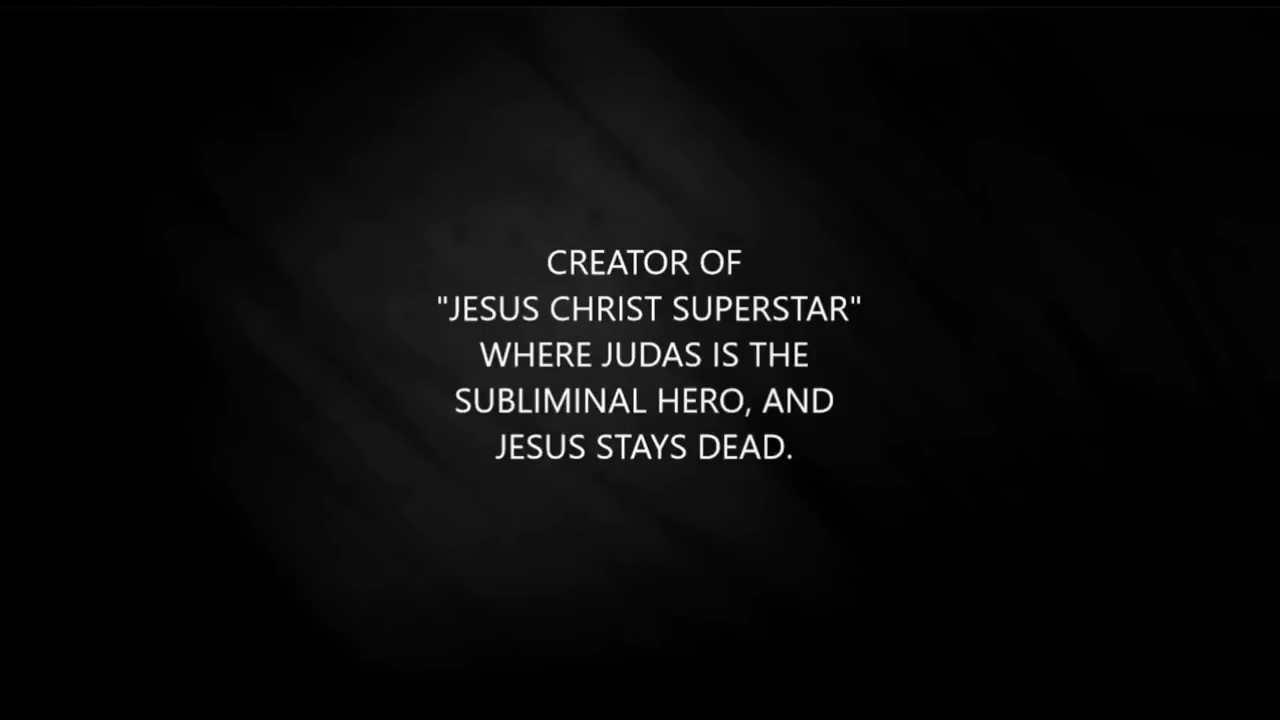 CREATOR OF
"JESUS CHRIST SUPERSTAR"
WHERE JUDAS IS THE
SUBLIMINAL HERO, AND
JESUS STAYS DEAD.